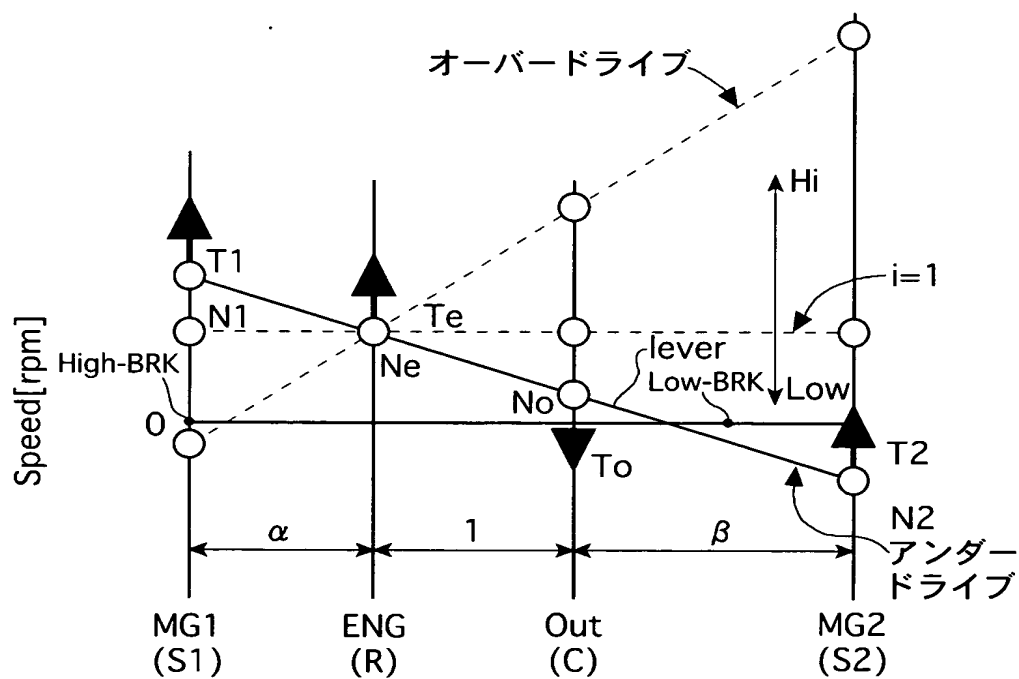 オーバードライブ
Hi
T1
i=1
N1
Te
lever
High-BRK
Ne
Low-BRK
Low
No
0
Speed[rpm]
To
T2
N2
アンダー
ドライブ
α
1
β
MG1
(S1)
ENG
(R)
Out
(C)
MG2
(S2)